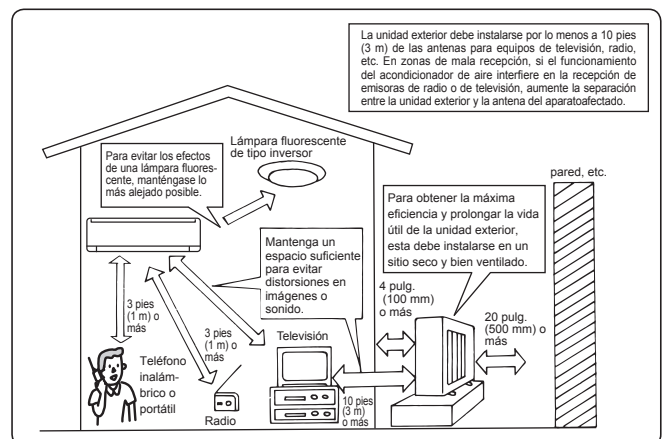 La unidad exterior debe instalarse por lo menos a 10 pies
(3 m) de las antenas para equipos de televisión, radio,
etc. En zonas de mala recepción, si el funcionamiento
del acondicionador de aire interfiere en la recepción de
emisoras de radio o de televisión, aumente la separación
entre la unidad exterior y la antena del aparatoafectado.
Lámpara fluorescente
de tipo inversor
Para evitar los efectos
de una lámpara fluores-
cente, manténgase lo
más alejado posible.
pared, etc.
Para obtener la máxima
eficiencia y prolongar la vida
útil de la unidad exterior,
esta debe instalarse en un
sitio seco y bien ventilado.
Mantenga un
espacio suficiente
para evitar
distorsiones en
imágenes o
sonido.
4 pulg.
(100 mm)
o más
20 pulg.
(500 mm) o
más
3 pies
(1 m) o
más
3 pies
(1 m) o
más
Televisión
Teléfono
inalám-
brico o
portátil
Radio
10 pies
(3 m)
o más